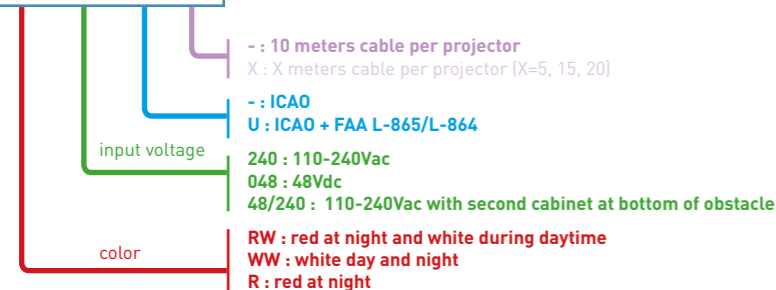 - : 10 meters cable per projector
X : X meters cable per projector (X=5, 15, 20)
- : ICAO
U : ICAO + FAA L-865/L-864
input voltage
240 : 110-240Vac
048 : 48Vdc
48/240 : 110-240Vac with second cabinet at bottom of obstacle
color
RW : red at night and white during daytime
WW : white day and night
R : red at night